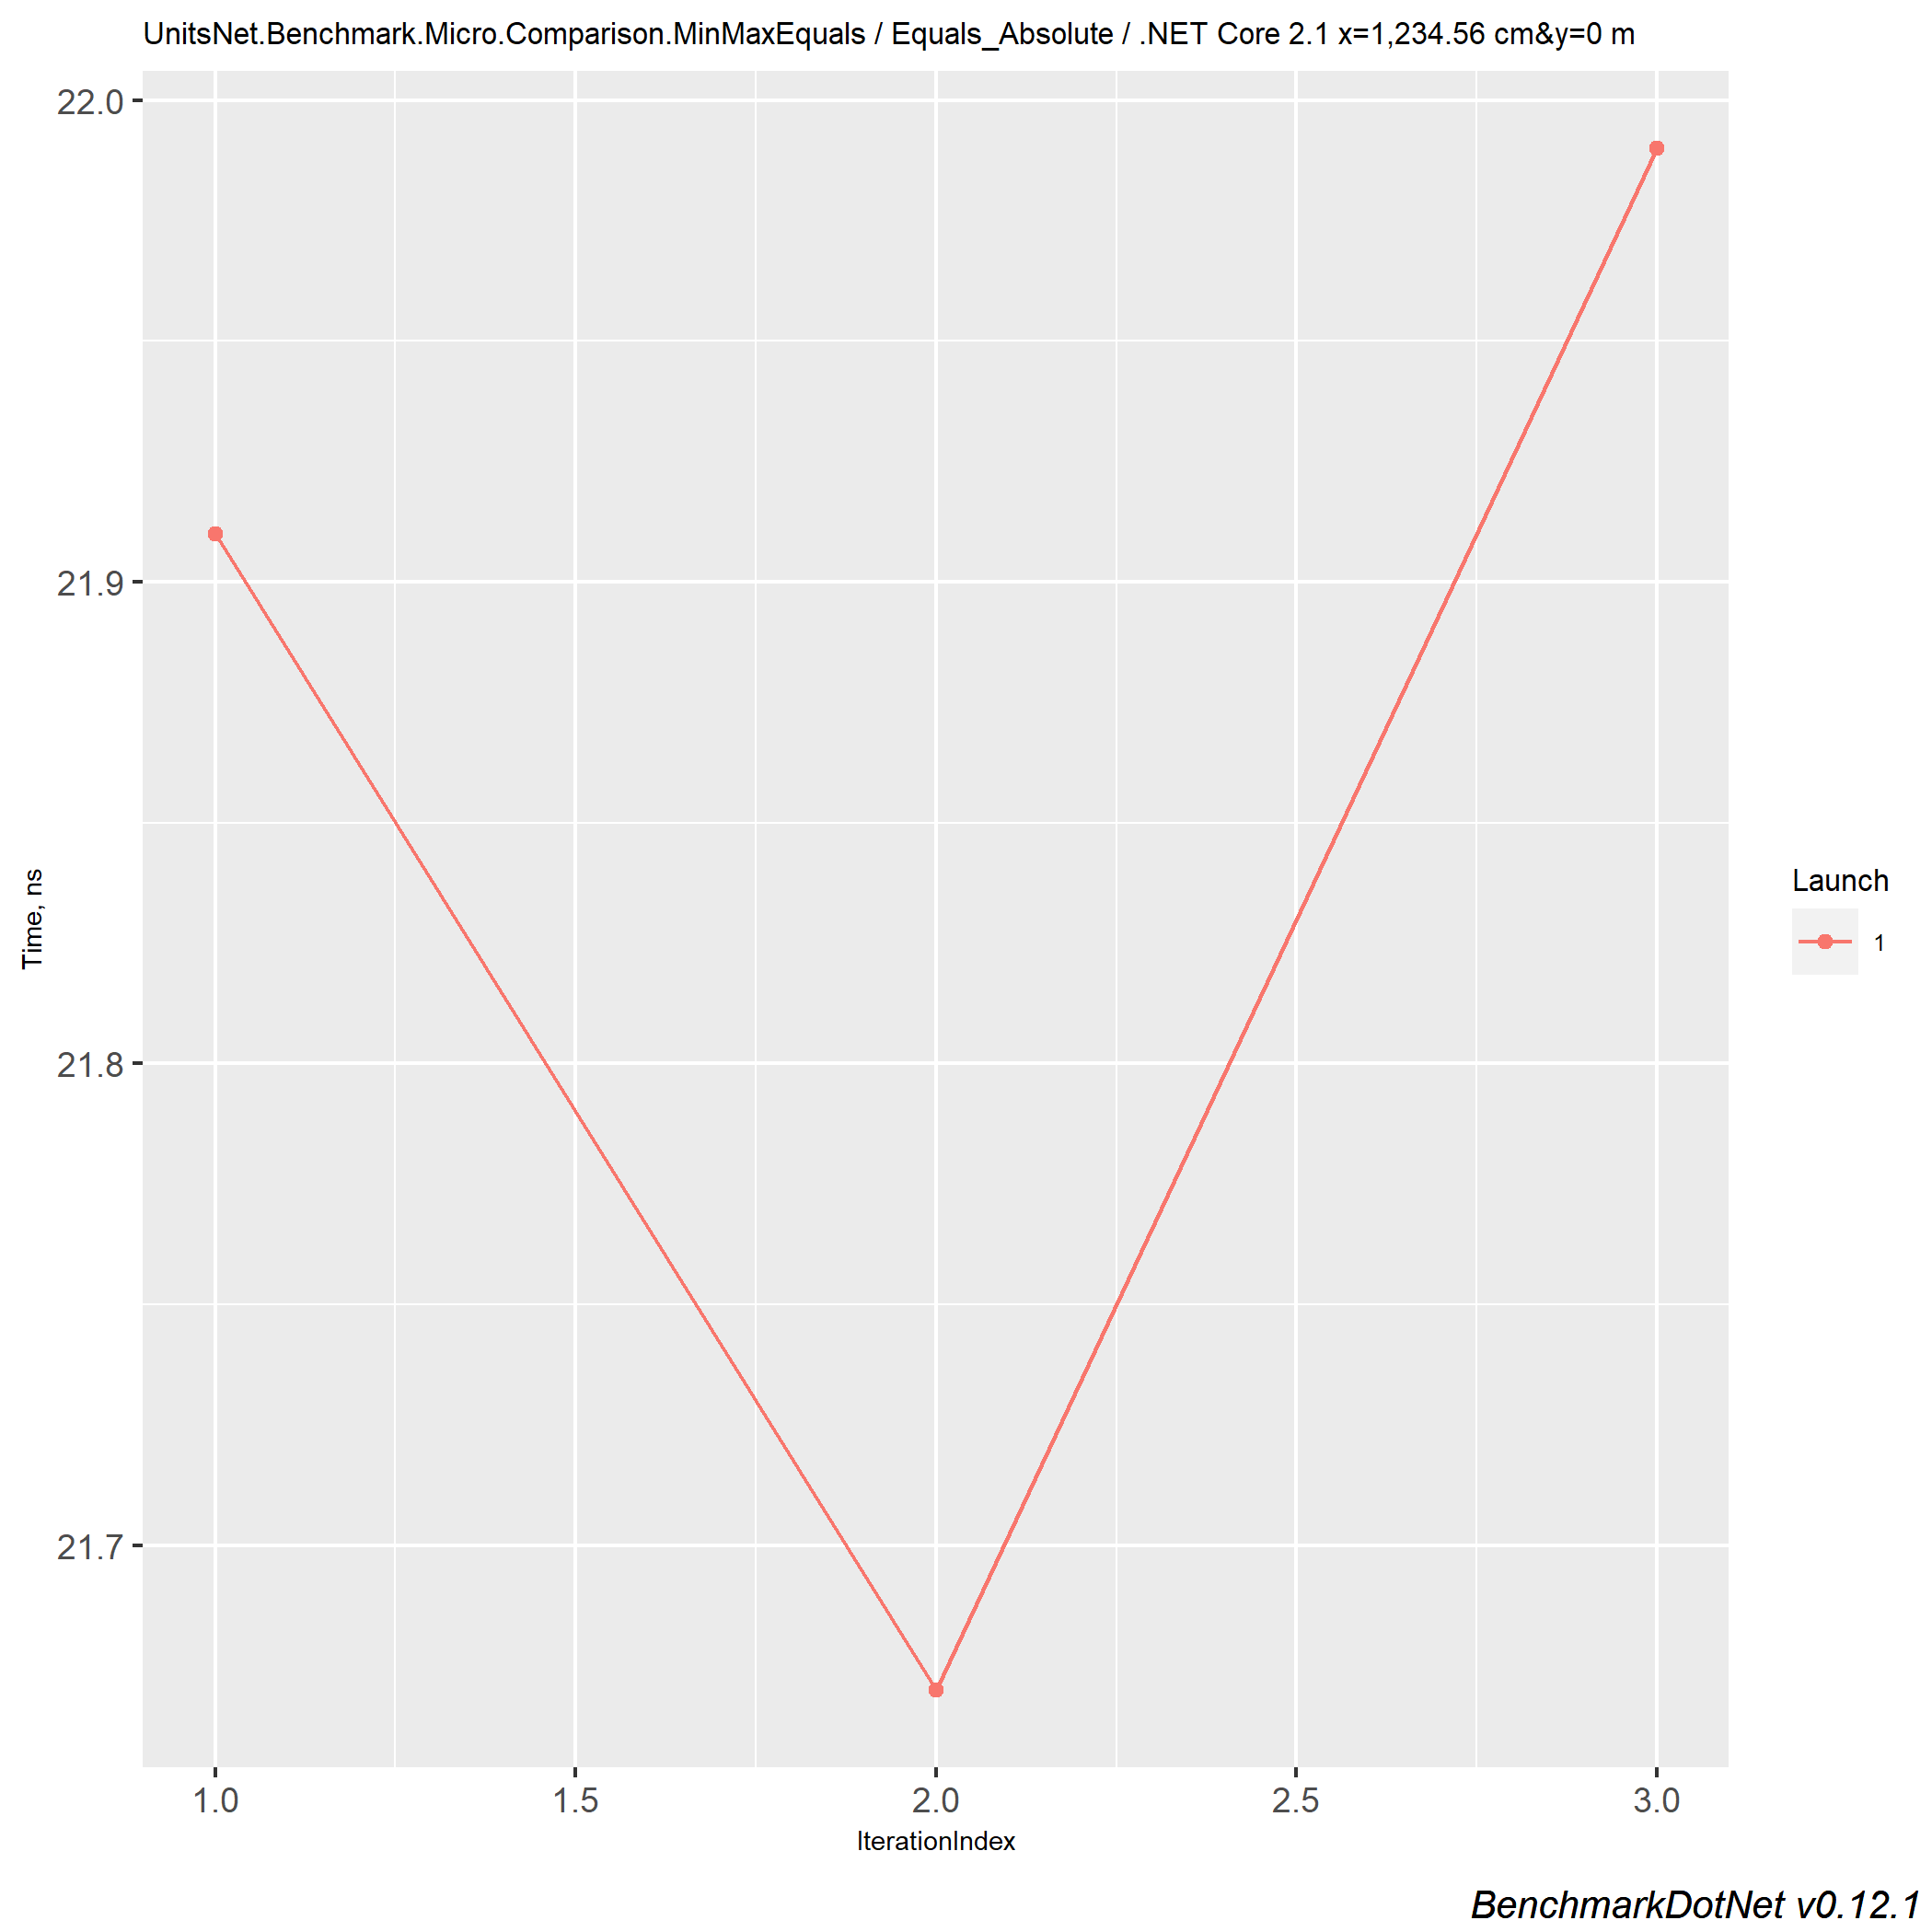 UnitsNet.Benchmark.Micro.Comparison.MinMaxEquals / Equals_Absolute / .NET Core 2.1 x=1,234.56 cm&y=0 m
22.0
21.9
21.8
21.7
Time, ns
1.0 1.5 2.0 2.5 3.0
IterationIndex
Launch
1
BenchmarkDotNet v0.12.1